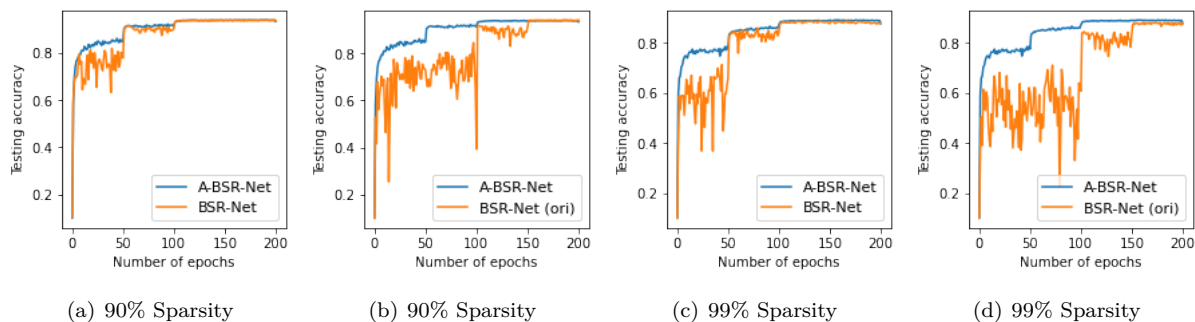 Testing accuracy
0.8
0.6
0.4
0.2
A-BSR-Net
BSR-Net
0 50 100 150 200
Number of epochs
(a) 90% Sparsity
Testing accuracy
0.8
0.6
0.4
0.2
A-BSR-Net
BSR-Net (ori)
0 50 100 150 200
Number of epochs
(b) 90% Sparsity
Testing accuracy
0.8
0.6
0.4
0.2
A-BSR-Net
BSR-Net
0 50 100 150 200
Number of epochs
(c) 99% Sparsity
Testing accuracy
0.8
0.6
0.4
0.2
A-BSR-Net
BSR-Net (ori)
0 50 100 150 200
Number of epochs
(d) 99% Sparsity